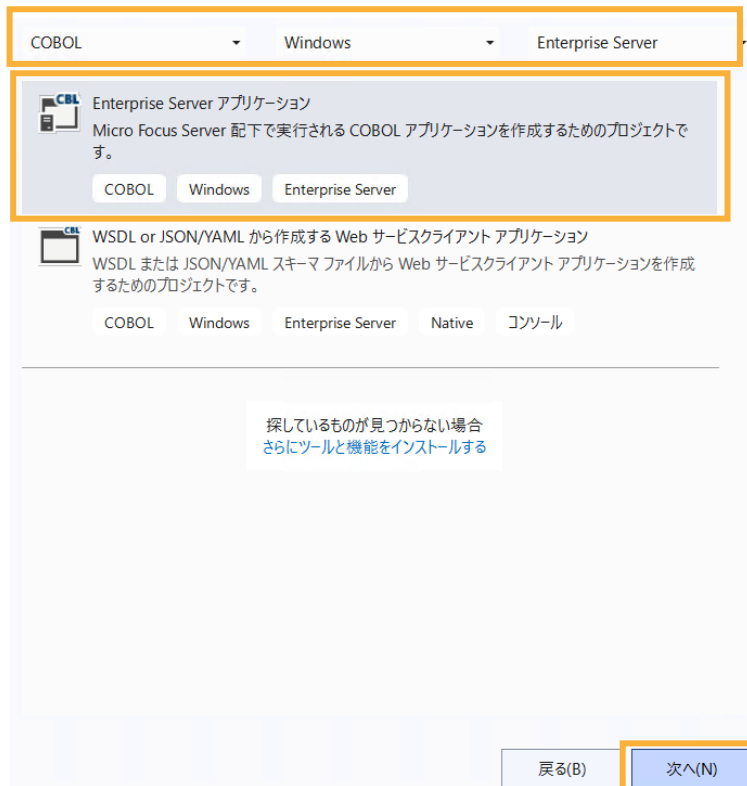 COBOL Windows Enterprise Server
CBL
Enterprise Server アプリケーション
Micro Focus Server 配下で実行される COBOL アプリケーションを作成するためのプロジェクトで
す。
COBOL Windows Enterprise Server
CBL
WSDL or JSON/YAML から作成する Web サービスクライアント アプリケーション
WSDL または JSON/YAML スキーマ ファイルから Web サービスクライアント アプリケーションを作成
するためのプロジェクトです。
COBOL Windows Enterprise Server Native コンソール
探しているものが見つからない場合
さらにツールと機能をインストールする
戻る(B) 次へ(N)